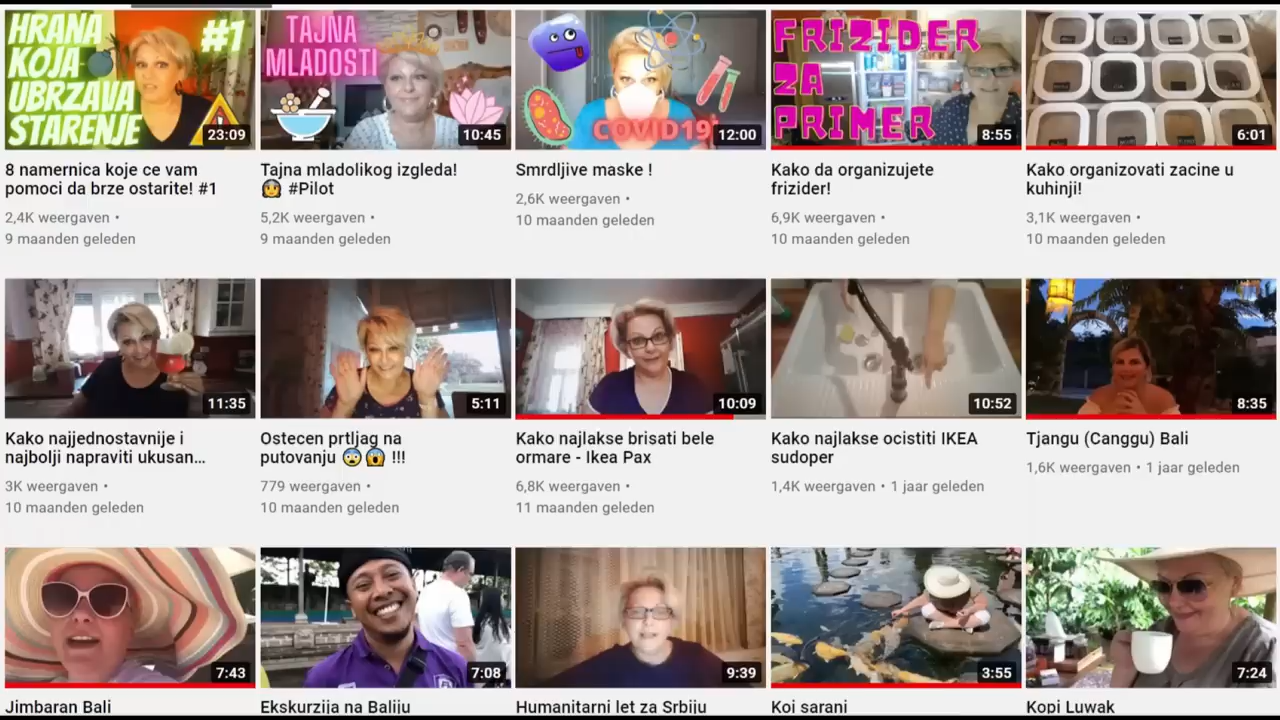 HRANA
KOJA
UBRZAVA
STARENJE
#1
23:09
TAJNA
MLADOSTI
10:45
COVID19
12:00
FRIZIDER
ZA
PRIMER
8:55
6:01
8 namernica koje ce vam
pomoci da brze ostarite! #1
2,4K weergaven •
9 maanden geleden
Tajna mladolikog izgleda!
👩‍🚀 #Pilot
5,2K weergaven •
9 maanden geleden
Smrdljive maske !
2,6K weergaven •
10 maanden geleden
Kako da organizujete
frizider!
6,9K weergaven •
10 maanden geleden
Kako organizovati zacine u
kuhinji!
3,1K weergaven •
10 maanden geleden
11:35
5:11
10:09
10:52
8:35
Kako najjednostavnije i
najbolji napraviti ukusan...
3K weergaven •
10 maanden geleden
Ostecen prtljag na
putovanju 😨😱 !!!
779 weergaven •
10 maanden geleden
Kako najlakse brisati bele
ormare - Ikea Pax
6,8K weergaven •
11 maanden geleden
Kako najlakse ocistiti IKEA
sudoper
1,4K weergaven • 1 jaar geleden
Tjangu (Canggu) Bali
1,6K weergaven • 1 jaar geleden
7:43
7:08
9:39
3:55
7:24
Jimbaran Bali
Ekskurzija na Baliju
Humanitarni let za Srbiju
Koi sarani
Kopi Luwak